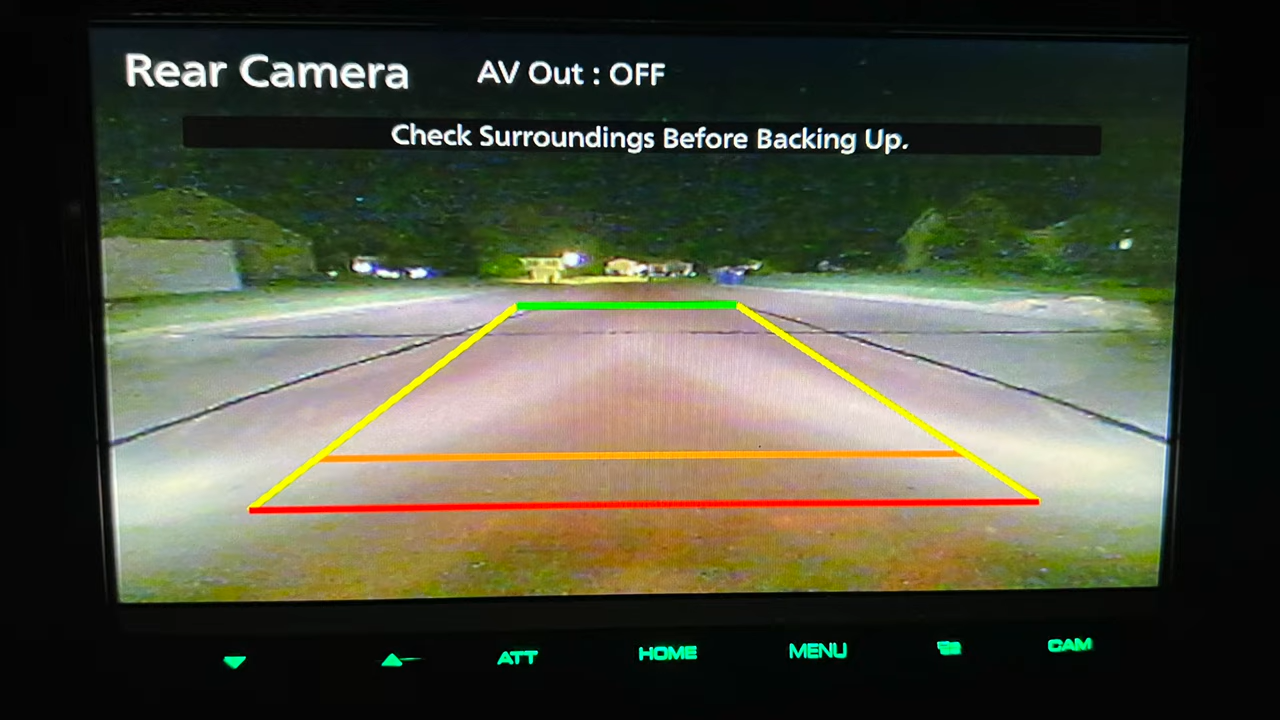 Rear Camera AV Out : OFF
Check Surroundings Before Backing Up.
ATT HOME MENU CAM